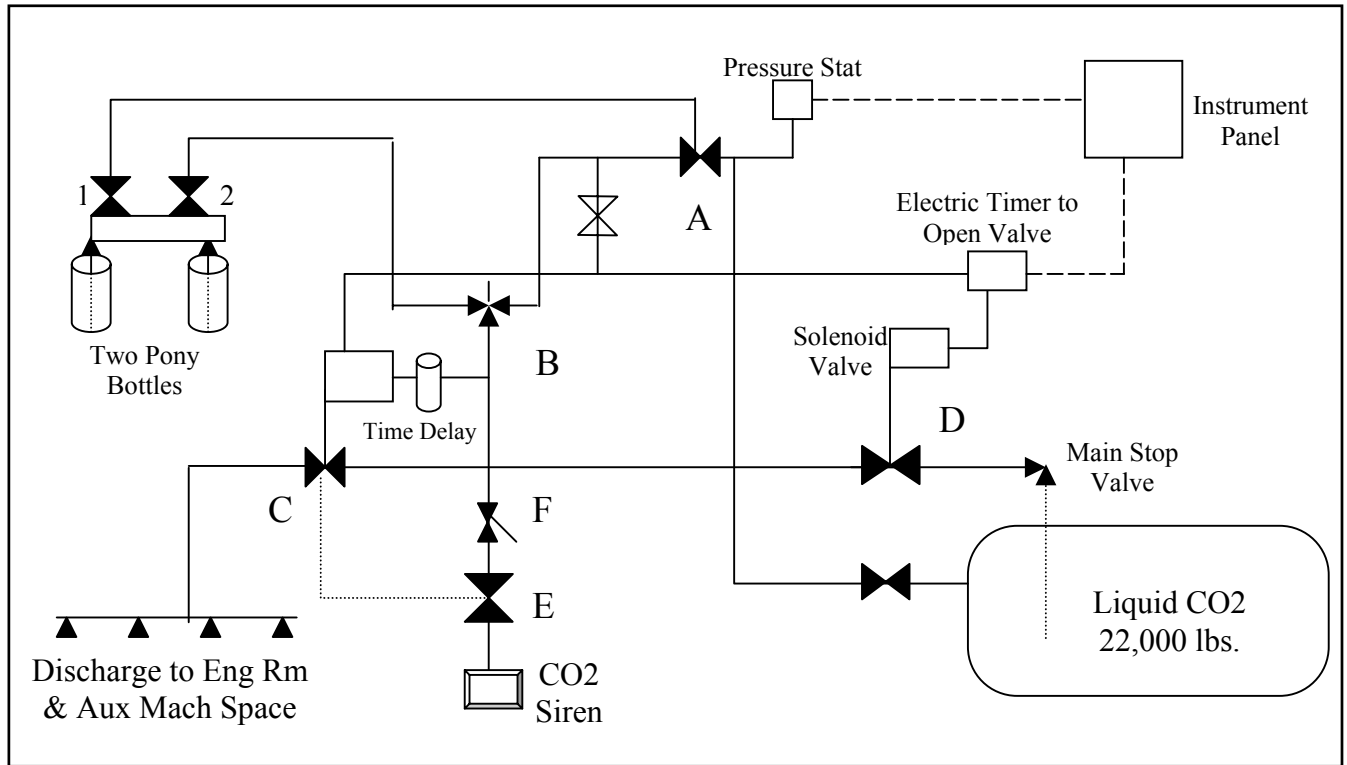 Pressure Stat
Instrument
Panel
1
2
A
Electric Timer to
Open Valve
Two Pony
Bottles
B
Solenoid
Valve
Time Delay
D
Main Stop
Valve
C
F
E
Liquid CO2
22,000 lbs.
Discharge to Eng Rm
& Aux Mach Space
CO2
Siren